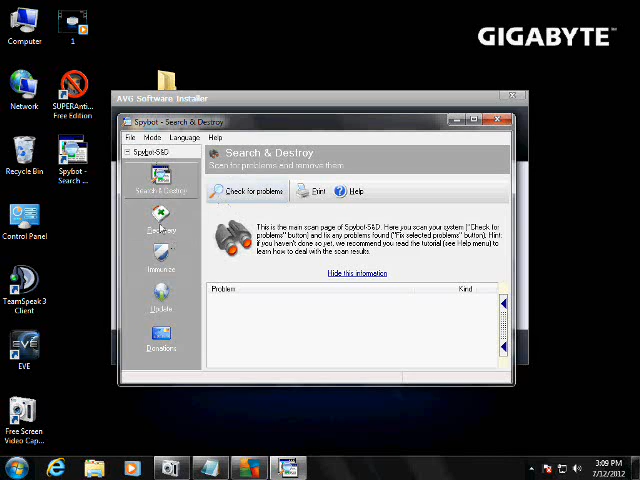 Computer
1
GIGABYTE™
Network
SUPERAnti...
Free Edition
Recycle Bin
Spybot -
Search ...
Control Panel
TeamSpeak 3
Client
EVE
Free Screen
Video Cap...
AVG Software Installer
Spybot - Search & Destroy
File Mode Language Help
Spybot-S&D
Search & Destroy
Recovery
Immunize
Update
Donations
Search & Destroy
Scan for problems and remove them.
Check for problems Print Help
This is the main scan page of Spybot-S&D. Here you scan your system ("Check for
problems" button) and fix any problems found ("Fix selected problems" button). Hint:
if you haven't done so yet, we recommend you read the tutorial (see Help menu) to
learn how to deal with the scan results.
Hide this information
Problem Kind
3:09 PM
7/12/2012